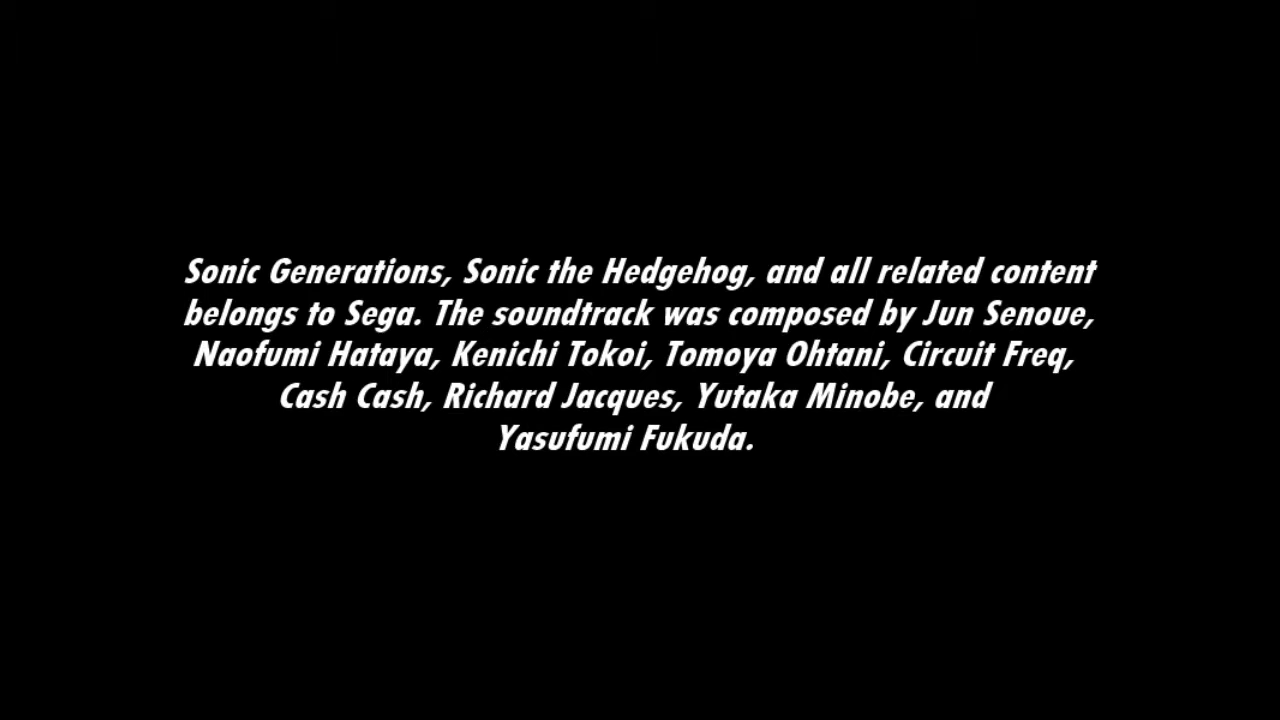 Sonic Generations, Sonic the Hedgehog, and all related content
belongs to Sega. The soundtrack was composed by Jun Senoue,
Naofumi Hataya, Kenichi Tokoi, Tomoya Ohtani, Circuit Freq,
Cash Cash, Richard Jacques, Yutaka Minobe, and
Yasufumi Fukuda.